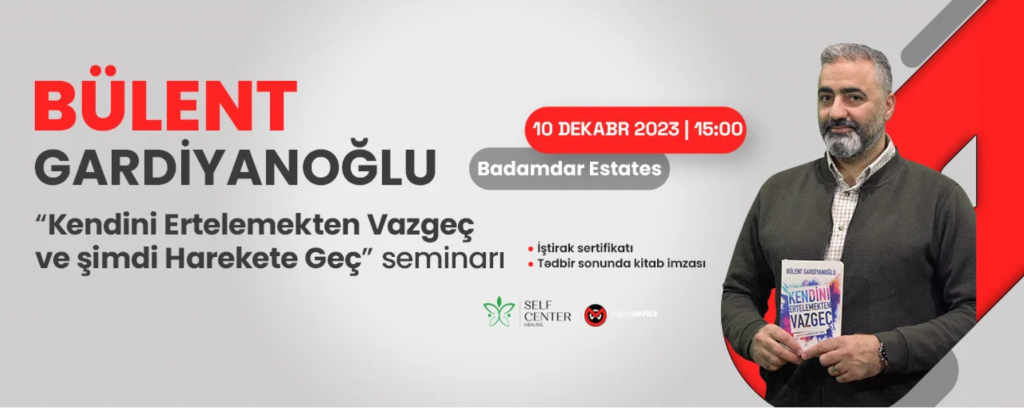 BÜLENT
GARDİYANOĞLU
“Kendini Ertelemekten Vazgeç
ve şimdi Harekete Geç” seminarı
10 DEKABR 2023 | 15:00
Badamdar Estates
• İştirak sertifikatı
• Tədbir sonunda kitab imzası
SELF
CENTER
HEALING
EVENTOFFICE
BÜLENT GARDİYANOĞLU
KENDİNİ
ERTELEMEKTEN
VAZGEÇ